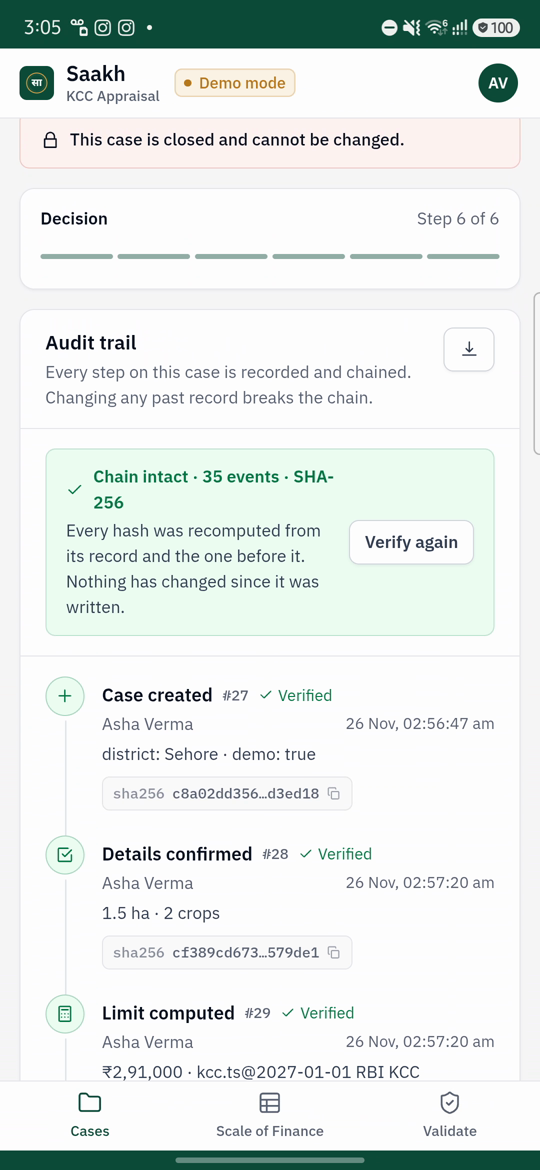 3:05
6
100
सा
Saakh
KCC Appraisal
Demo mode
AV
This case is closed and cannot be changed.
Decision
Step 6 of 6
Audit trail
Every step on this case is recorded and chained.
Changing any past record breaks the chain.
Chain intact · 35 events · SHA-
256
Every hash was recomputed from
its record and the one before it.
Nothing has changed since it was
written.
Verify again
Case created #27 Verified
Asha Verma 26 Nov, 02:56:47 am
district: Sehore · demo: true
sha256 c8a02dd356…d3ed18
Details confirmed #28 Verified
Asha Verma 26 Nov, 02:57:20 am
1.5 ha · 2 crops
sha256 cf389cd673…579de1
Limit computed #29 Verified
Asha Verma 26 Nov, 02:57:20 am
₹2,91,000 · kcc.ts@2027-01-01 RBI KCC
Cases
Scale of Finance
Validate